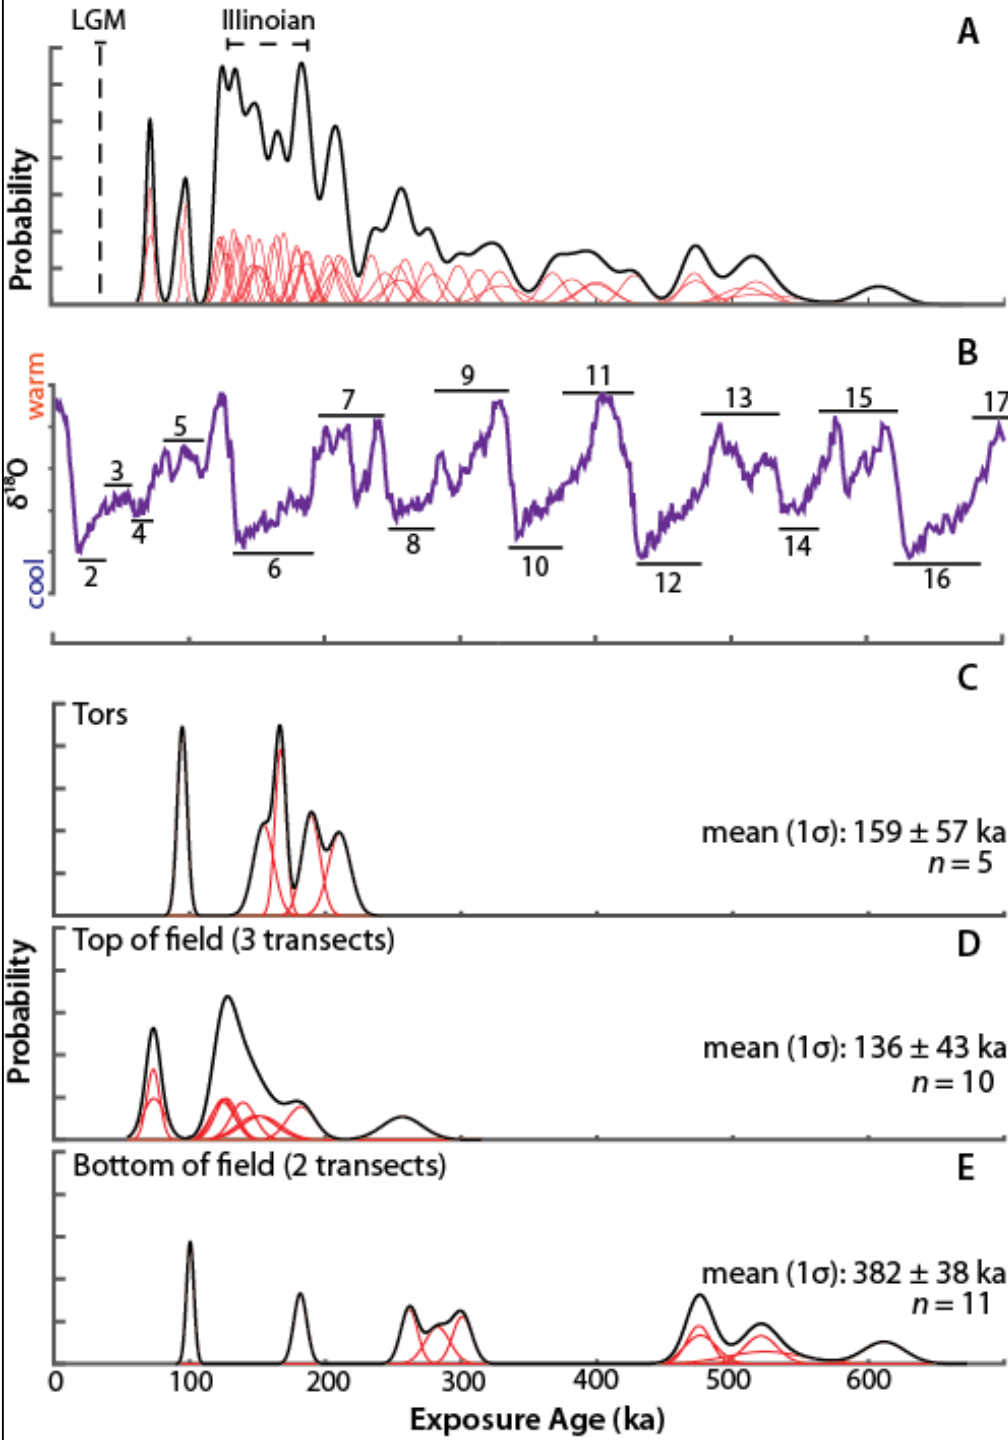 LGM
Illinoian
A
Probability
B
warm
δ18O
cool
2
3
4
5
6
7
8
9
10
11
12
13
14
15
16
17
C
Tors
mean (1σ): 159 ± 57 ka
n = 5
Probability
Top of field (3 transects)
D
mean (1σ): 136 ± 43 ka
n = 10
Bottom of field (2 transects)
E
mean (1σ): 382 ± 38 ka
n = 11
0 100 200 300 400 500 600
Exposure Age (ka)